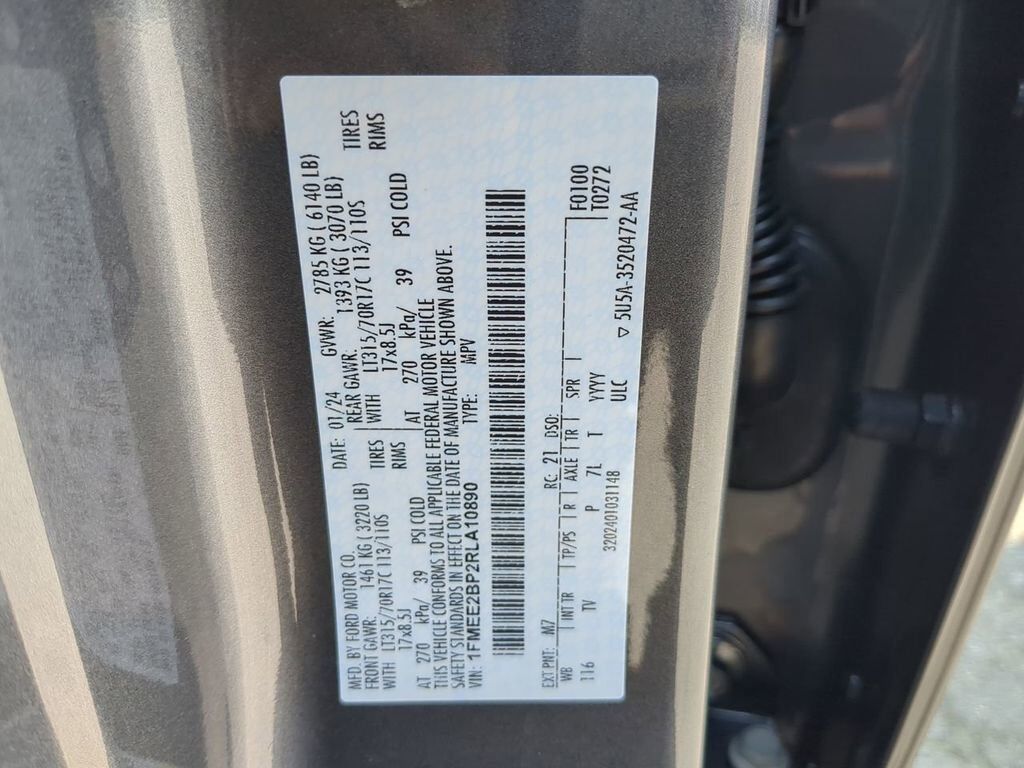 MFD. BY FORD MOTOR CO.
DATE: 01/24 GVWR: 2785 KG ( 6140 LB)
FRONT GAWR: 1461 KG ( 3220 LB) REAR GAWR: 1393 KG ( 3070 LB)
WITH LT315/70R17C 113/110S TIRES WITH LT315/70R17C 113/110S TIRES
17x8.5J RIMS 17x8.5J RIMS
AT 270 kPa/ 39 PSI COLD AT 270 kPa/ 39 PSI COLD
THIS VEHICLE CONFORMS TO ALL APPLICABLE FEDERAL MOTOR VEHICLE
SAFETY STANDARDS IN EFFECT ON THE DATE OF MANUFACTURE SHOWN ABOVE.
VIN: 1FMEE2BP2RLA10890 TYPE: MPV
EXT PNT: M7 RC: 21 DSO:
WB INT TR TP/PS R AXLE TR SPR F0100
116 TV P 7L T YYY T0272
3202401031148 ULC
▽ 5U5A-3520472-AA